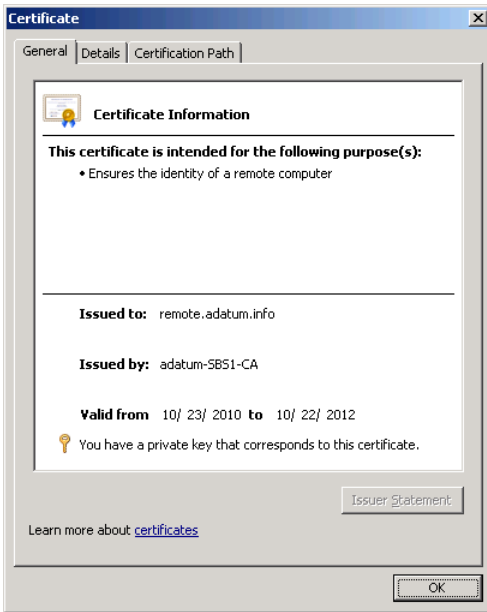 Certificate
General Details Certification Path
Certificate Information
This certificate is intended for the following purpose(s):
• Ensures the identity of a remote computer
Issued to: remote.adatum.info
Issued by: adatum-SBS1-CA
Valid from 10/ 23/ 2010 to 10/ 22/ 2012
You have a private key that corresponds to this certificate.
Issuer Statement
Learn more about certificates
OK